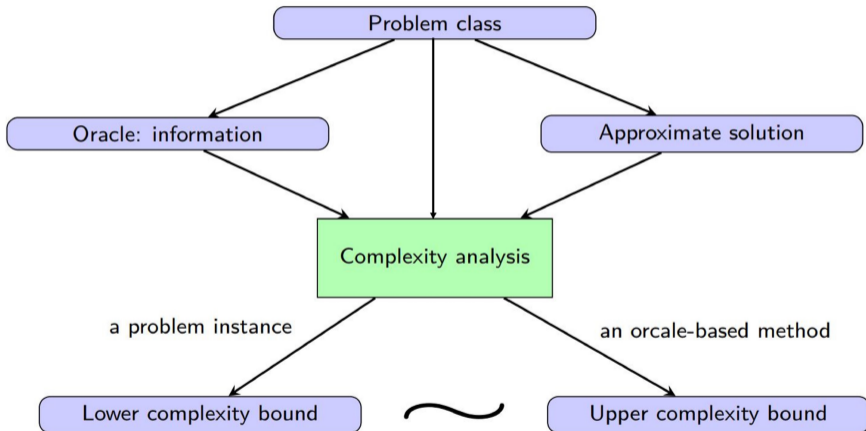 Problem class
Oracle: information
Approximate solution
Complexity analysis
a problem instance
an orcale-based method
Lower complexity bound
Upper complexity bound